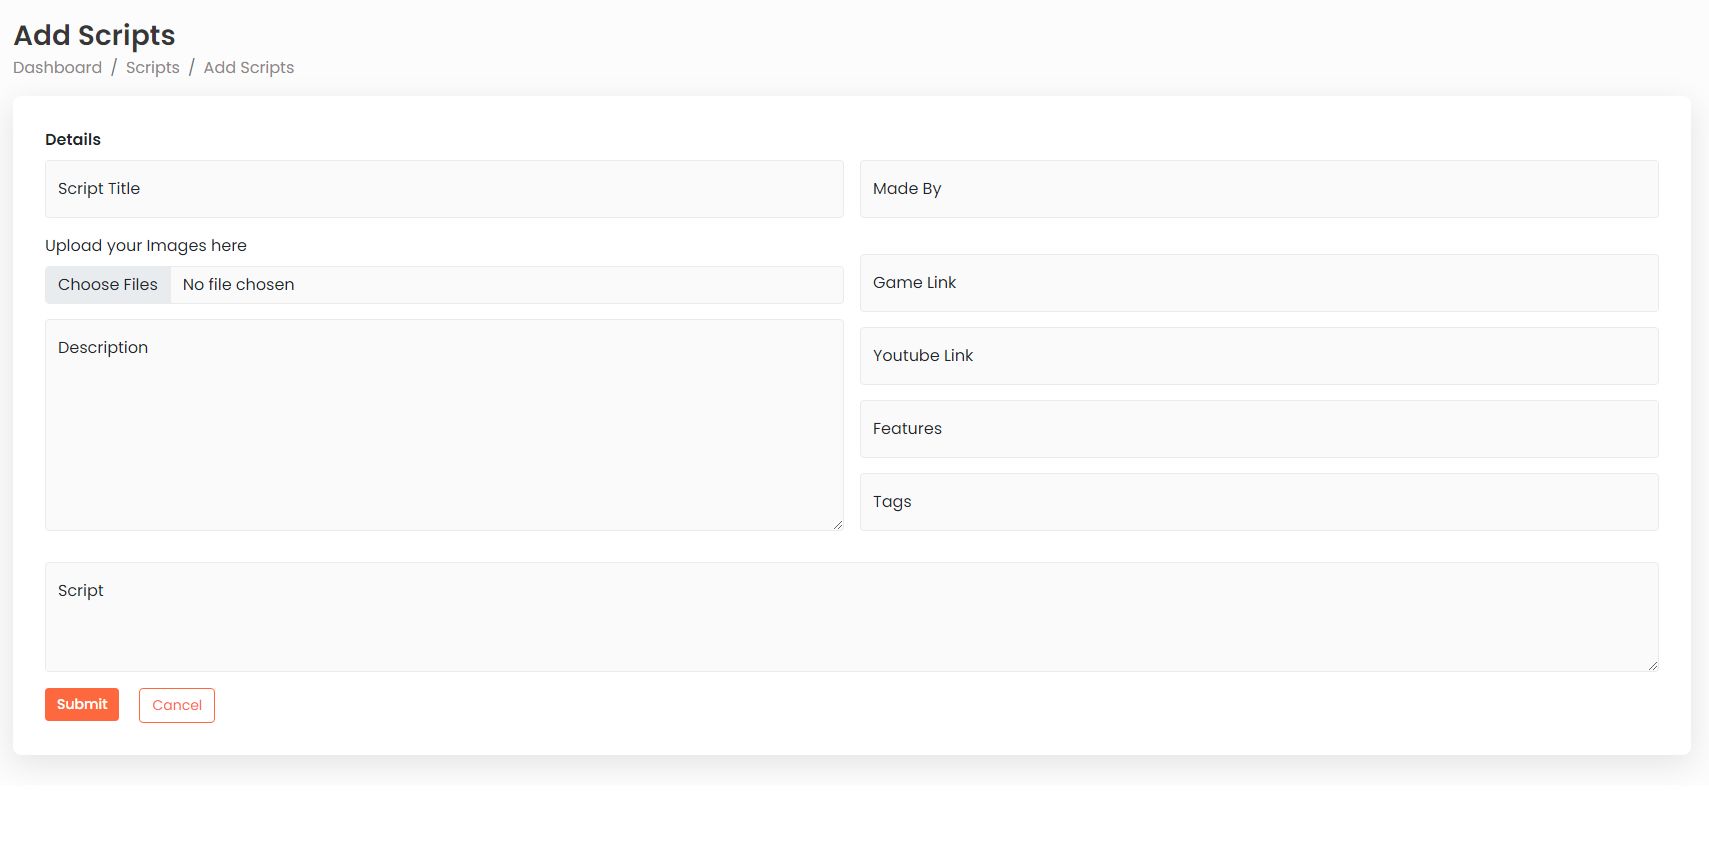 Add Scripts
Dashboard / Scripts / Add Scripts
Details
Script Title
Made By
Upload your Images here
Choose Files No file chosen
Game Link
Description
Youtube Link
Features
Tags
Script
Submit Cancel